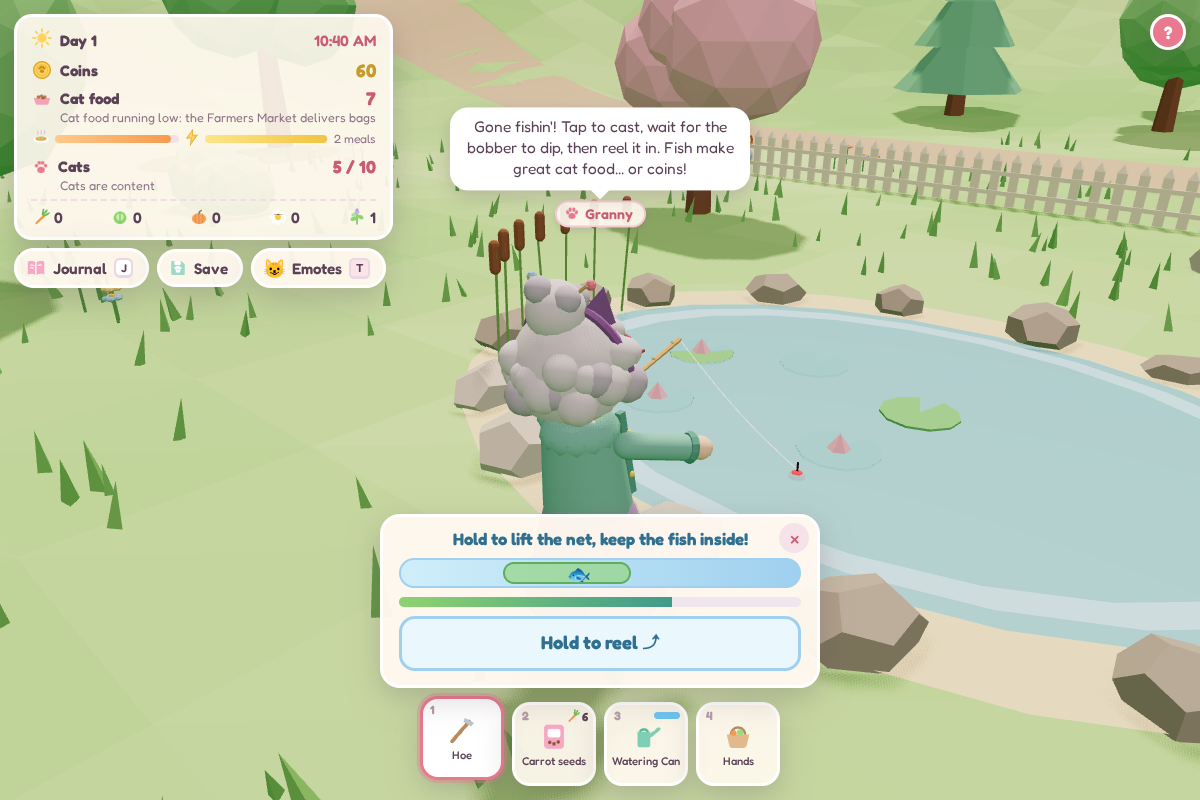 Day 1
10:40 AM
Coins
60
Cat food
7
Cat food running low: the Farmers Market delivers bags
2 meals
Cats
5 / 10
Cats are content
0
0
0
0
1
Journal J
Save
Emotes T
?
Gone fishin'! Tap to cast, wait for the
bobber to dip, then reel it in. Fish make
great cat food... or coins!
Granny
Hold to lift the net, keep the fish inside!
×
Hold to reel ⤴
1
Hoe
2
6
Carrot seeds
3
Watering Can
4
Hands